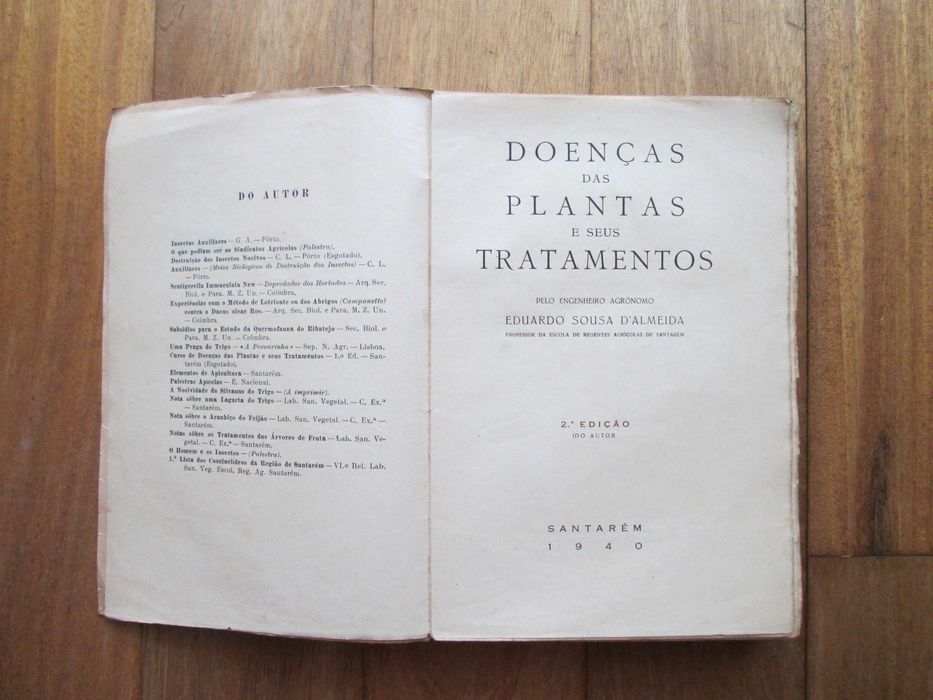 DO AUTOR
Insectos Auxiliares — G. A. — Pôrto.
O que podiam ser os Sindicatos Agrícolas (Palestra).
Destruição dos Insectos Nocivos — C. L. — Pôrto (Esgotado).
Auxiliares — (Meios Biológicos de Destruição dos Insectos) — C. L.
— Pôrto.
Scutigerella Immaculata New — Depredador dos Hortados — Arq. Sec.
Biol. e Para. M. Z. Un. — Coimbra.
Experiências com o Método de Lotrionte ou dos Abrigos (Campanette)
contra o Dacus oleae Ros. — Arq. Sec. Biol. e Para. M. Z. Un.
— Coimbra.
Subsídios para o Estudo da Quermofauna do Ribatejo — Sec. Biol. e
Para. M. Z. Un. — Coimbra.
Uma Praga do Trigo — «A Povoarinha» — Sep. N. Agr. — Lisboa.
Curso de Doenças das Plantas e seus Tratamentos — 1.º Ed. — San-
tarém (Esgotado).
Elementos de Apicultura — Santarém.
Palestras Apícolas — E. Nacional.
A Nocividade do Silvanus do Trigo — (A imprimir).
Nota sôbre uma Lagarta do Trigo — Lab. San. Vegetal. — C. Ex.ª
— Santarém.
Nota sôbre o Aranhiço do Feijão — Lab. San. Vegetal — C. Ex.ª —
Santarém.
Notas sôbre os Tratamentos das Árvores de Fruta — Lab. San. Ve-
getal. — C. Ex.ª — Santarém.
O Homem e os Insectos — (Palestra).
1.ª Lista dos Coccinelídeos da Região de Santarém — VI.º Rel. Lab.
San. Veg. Escol, Reg. Ag. Santarém.
DOENÇAS
DAS
PLANTAS
E SEUS
TRATAMENTOS
PELO ENGENHEIRO AGRÓNOMO
EDUARDO SOUSA D'ALMEIDA
PROFESSOR DA ESCOLA DE REGENTES AGRÍCOLAS DE SANTARÉM
2.ª EDIÇÃO
(DO AUTOR
SANTARÉM
1940